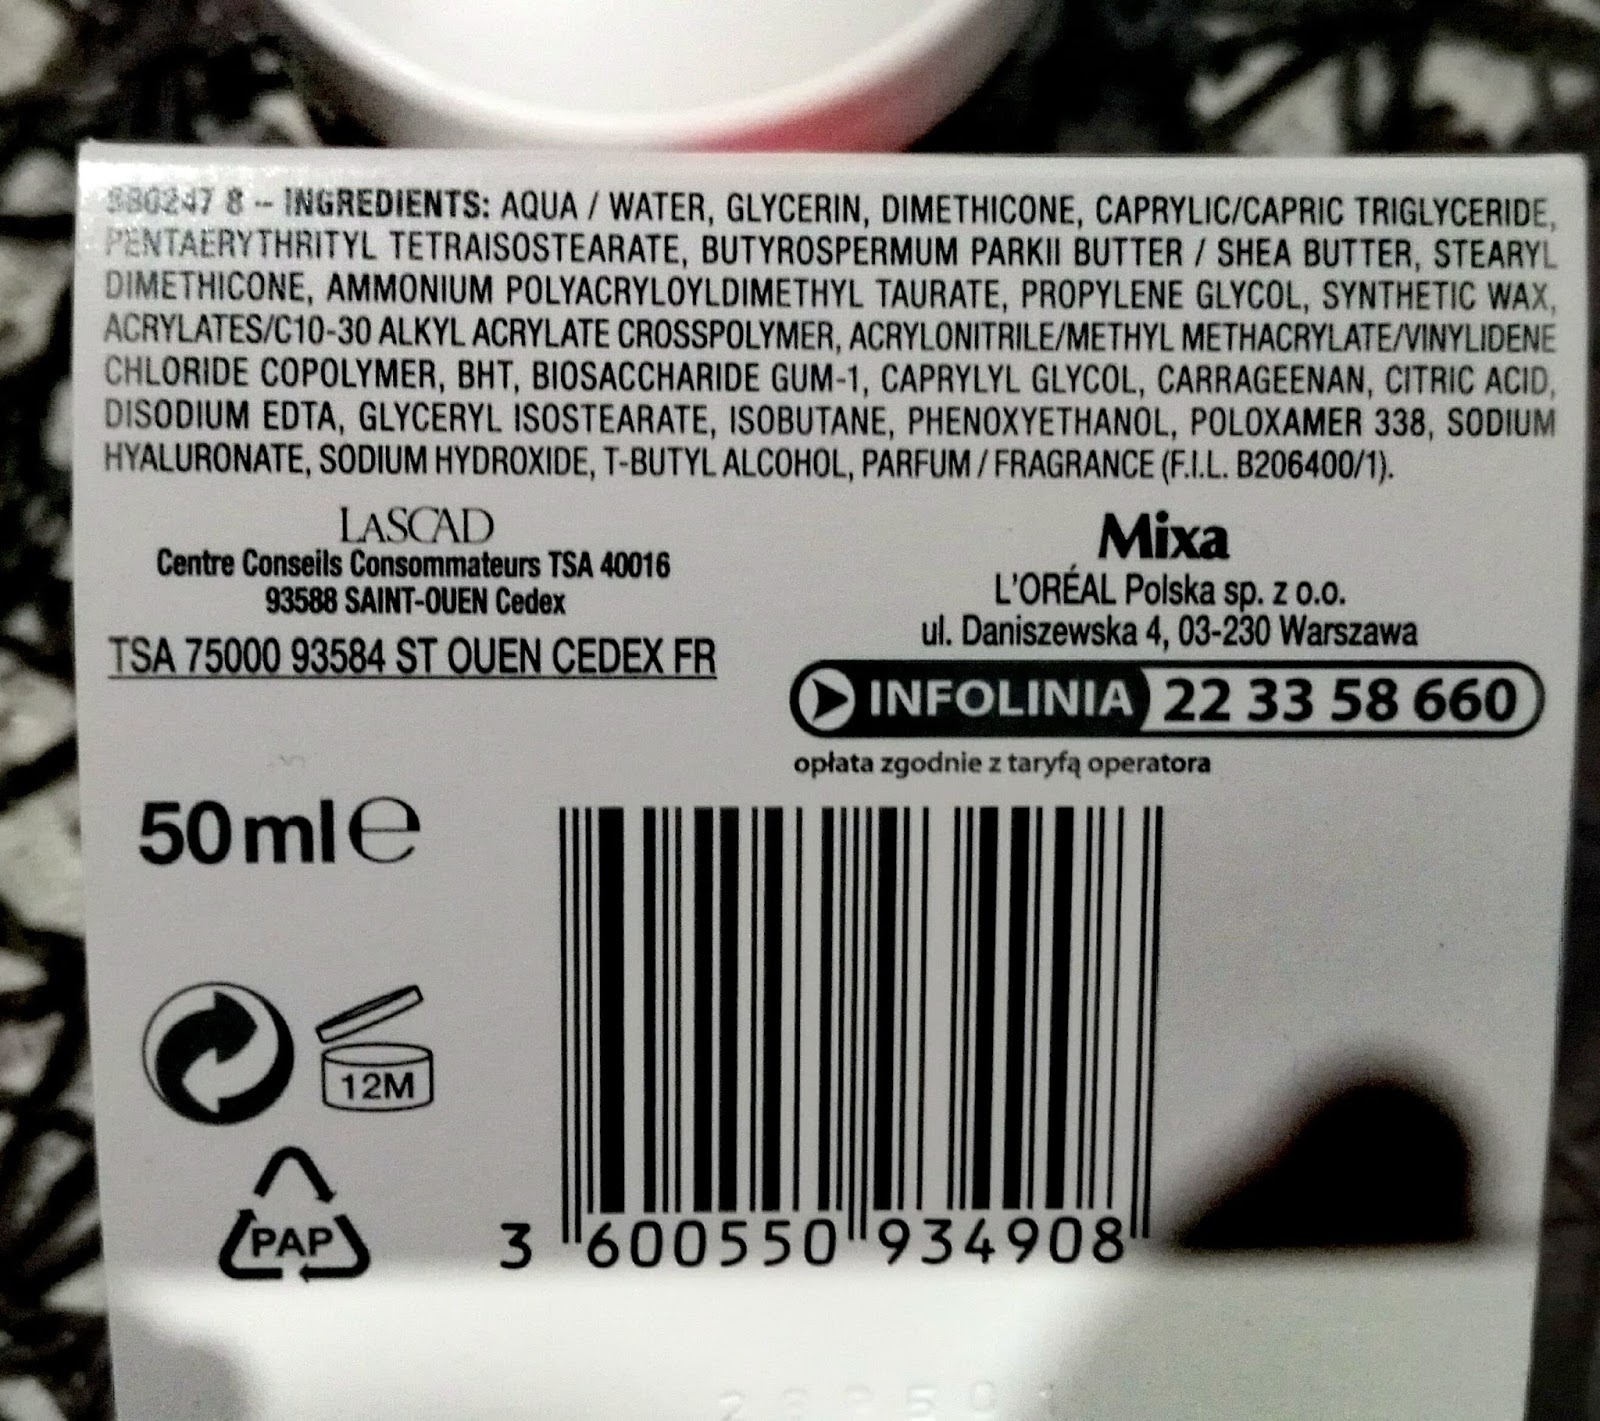 880247 8 – INGREDIENTS: AQUA / WATER, GLYCERIN, DIMETHICONE, CAPRYLIC/CAPRIC TRIGLYCERIDE,
PENTAERYTHRITYL TETRAISOSTEARATE, BUTYROSPERMUM PARKII BUTTER / SHEA BUTTER, STEARYL
DIMETHICONE, AMMONIUM POLYACRYLOYLDIMETHYL TAURATE, PROPYLENE GLYCOL, SYNTHETIC WAX,
ACRYLATES/C10-30 ALKYL ACRYLATE CROSSPOLYMER, ACRYLONITRILE/METHYL METHACRYLATE/VINYLIDENE
CHLORIDE COPOLYMER, BHT, BIOSACCHARIDE GUM-1, CAPRYLYL GLYCOL, CARRAGEENAN, CITRIC ACID,
DISODIUM EDTA, GLYCERYL ISOSTEARATE, ISOBUTANE, PHENOXYETHANOL, POLOXAMER 338, SODIUM
HYALURONATE, SODIUM HYDROXIDE, T-BUTYL ALCOHOL, PARFUM / FRAGRANCE (F.I.L. B206400/1).
LASCAD
Centre Conseils Consommateurs TSA 40016
93588 SAINT-OUEN Cedex
TSA 75000 93584 ST OUEN CEDEX FR
Mixa
L'ORÉAL Polska sp. z o.o.
ul. Daniszewska 4, 03-230 Warszawa
INFOLINIA 22 33 58 660
opłata zgodnie z taryfą operatora
50 ml e
12M
PAP
3 600550 934908